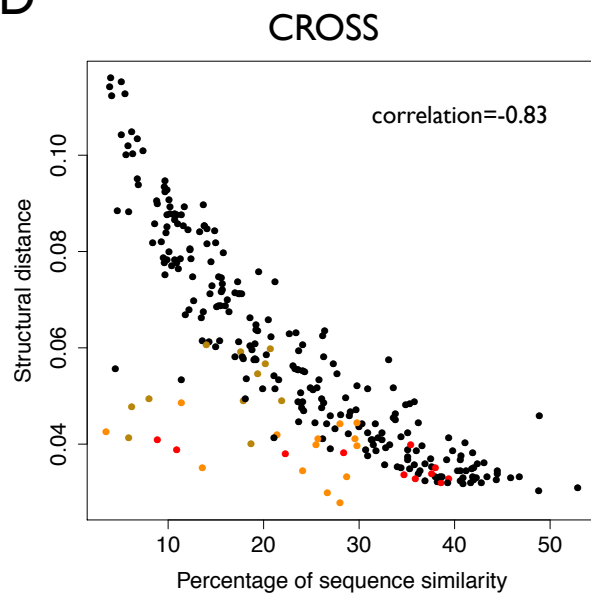 D
CROSS
correlation=-0.83
Structural distance
0.10
0.08
0.06
0.04
10 20 30 40 50
Percentage of sequence similarity